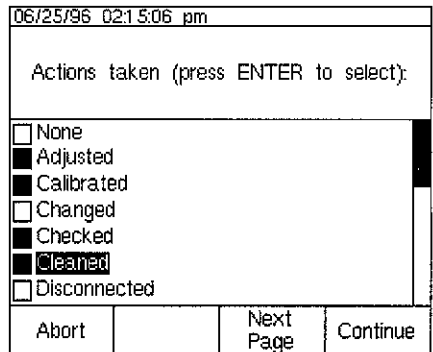 06/25/96 02:15:06 pm
Actions taken (press ENTER to select):
None
Adjusted
Calibrated
Changed
Checked
Cleaned
Disconnected
Abort
Next
Page
Continue